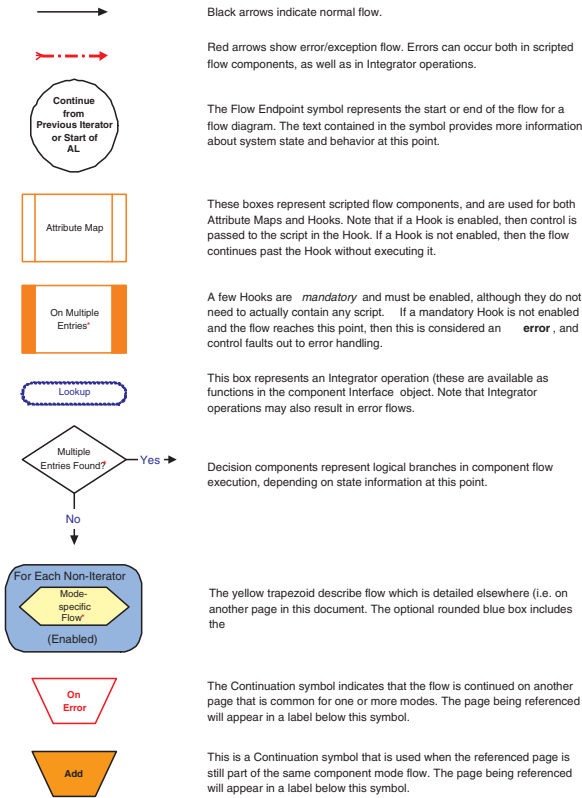 Black arrows indicate normal flow.
Red arrows show error/exception flow. Errors can occur both in scripted
flow components, as well as in Integrator operations.
Continue
from
Previous Iterator
or Start of
AL
The Flow Endpoint symbol represents the start or end of the flow for a
flow diagram. The text contained in the symbol provides more information
about system state and behavior at this point.
Attribute Map
These boxes represent scripted flow components, and are used for both
Attribute Maps and Hooks. Note that if a Hook is enabled, then control is
passed to the script in the Hook. If a Hook is not enabled, then the flow
continues past the Hook without executing it.
On Multiple
Entries*
A few Hooks are mandatory and must be enabled, although they do not
need to actually contain any script. If a mandatory Hook is not enabled
and the flow reaches this point, then this is considered an error , and
control faults out to error handling.
Lookup
This box represents an Integrator operation (these are available as
functions in the component Interface object. Note that Integrator
operations may also result in error flows.
Multiple
Entries Found?*
Yes
No
Decision components represent logical branches in component flow
execution, depending on state information at this point.
For Each Non-Iterator
Mode-
specific
Flow*
(Enabled)
The yellow trapezoid describe flow which is detailed elsewhere (i.e. on
another page in this document. The optional rounded blue box includes
the
On
Error
The Continuation symbol indicates that the flow is continued on another
page that is common for one or more modes. The page being referenced
will appear in a label below this symbol.
Add
This is a Continuation symbol that is used when the referenced page is
still part of the same component mode flow. The page being referenced
will appear in a label below this symbol.